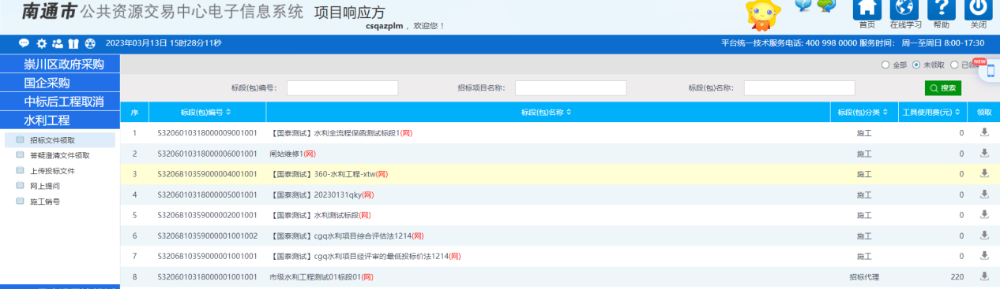 南通市公共资源交易中心电子信息系统 项目响应方
csqazplm ，欢迎您！
首页 在线学习 帮助 关闭
2023年03月13日 15时28分11秒
平台统一技术服务电话: 400 998 0000 服务时间： 周一至周日 8:00-17:30
崇川区政府采购
国企采购
中标后工程取消
水利工程
招标文件领取
答疑澄清文件领取
上传投标文件
网上提问
施工销号
全部 未领取 已领
NEW
标段(包)编号: 招标项目名称: 标段(包)名称: 搜索
序 标段(包)编号 标段(包)名称 标段(包)分类 工具使用费(元) 领取
1 S3206010318000009001001 【国泰测试】水利全流程保函测试标段1(网) 施工 0
2 S3206010318000006001001 闸站维修1(网) 施工 0
3 S3206810359000004001001 【国泰测试】360-水利工程-xtw(网) 施工 0
4 S3206010318000005001001 【国泰测试】20230131qky(网) 施工 0
5 S3206810359000002001001 【国泰测试】水利测试标段(网) 施工 0
6 S3206810359000001001002 【国泰测试】cgq水利项目综合评估法1214(网) 施工 0
7 S3206810359000001001001 【国泰测试】cgq水利项目经评审的最低投标价法1214(网) 施工 0
8 S3206010318000001001001 市级水利工程测试01标段01(网) 招标代理 220